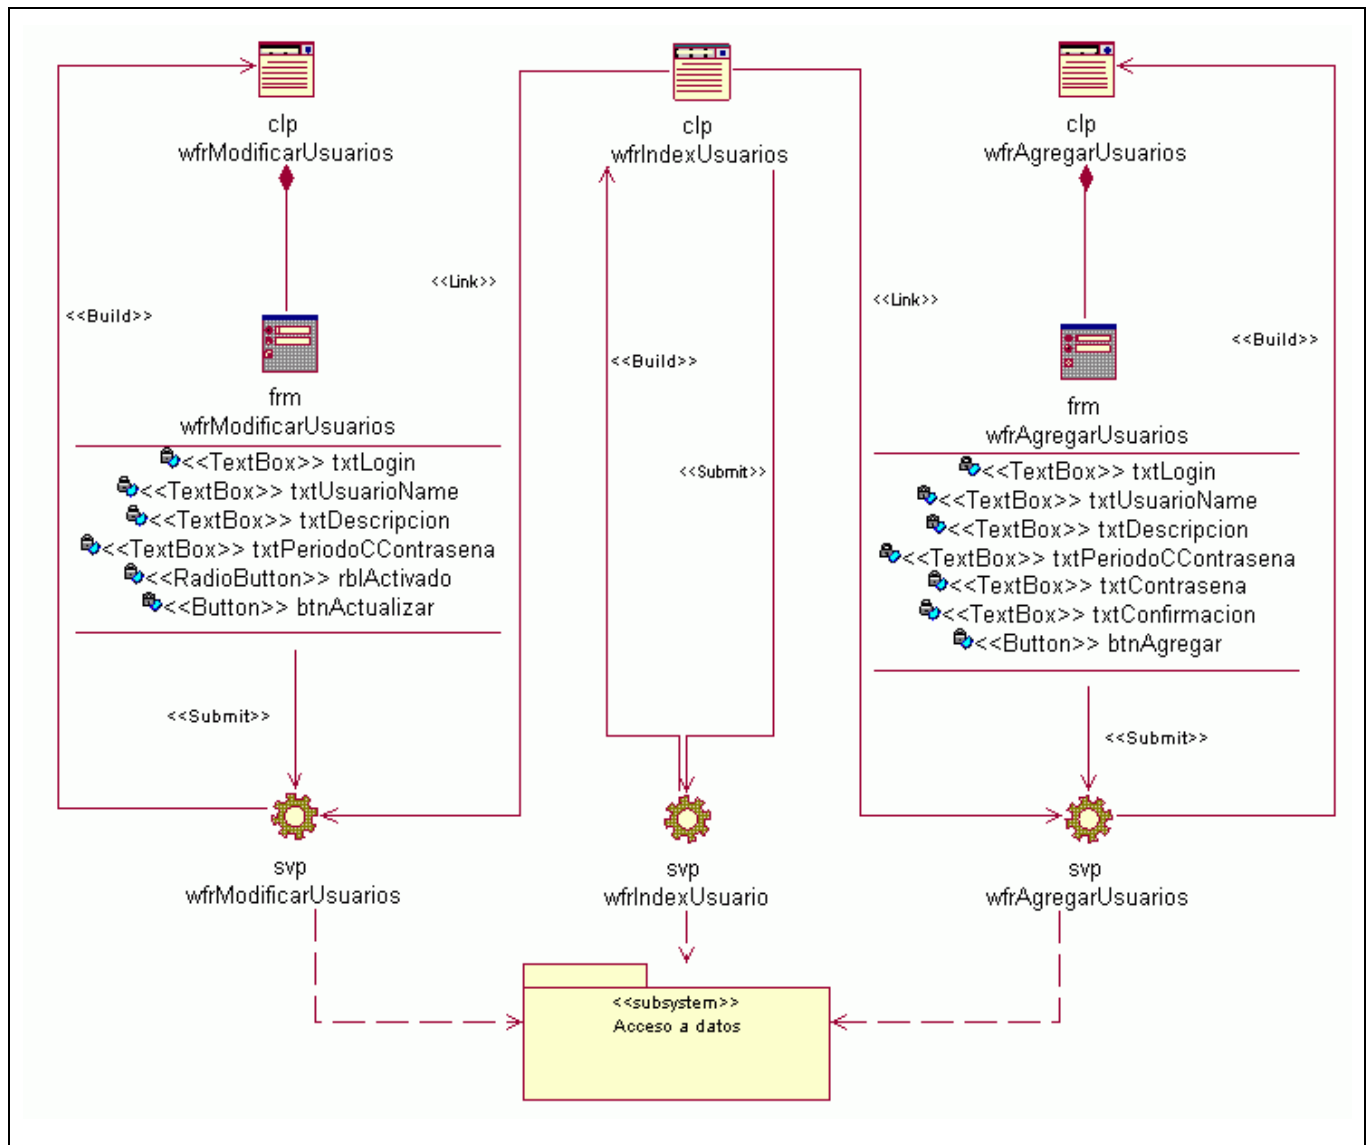 clp
wfrModificarUsuarios
clp
wfrIndexUsuarios
clp
wfrAgregarUsuarios
<<Link>>
<<Link>>
<<Build>>
<<Build>>
<<Build>>
frm
wfrModificarUsuarios
<<TextBox>> txtLogin
<<TextBox>> txtUsuarioName
<<TextBox>> txtDescripcion
<<TextBox>> txtPeriodoCContrasena
<<RadioButton>> rblActivado
<<Button>> btnActualizar
<<Submit>>
frm
wfrAgregarUsuarios
<<TextBox>> txtLogin
<<TextBox>> txtUsuarioName
<<TextBox>> txtDescripcion
<<TextBox>> txtPeriodoCContrasena
<<TextBox>> txtContrasena
<<TextBox>> txtConfirmacion
<<Button>> btnAgregar
<<Submit>>
<<Submit>>
svp
wfrModificarUsuarios
svp
wfrIndexUsuario
svp
wfrAgregarUsuarios
<<subsystem>>
Acceso a datos